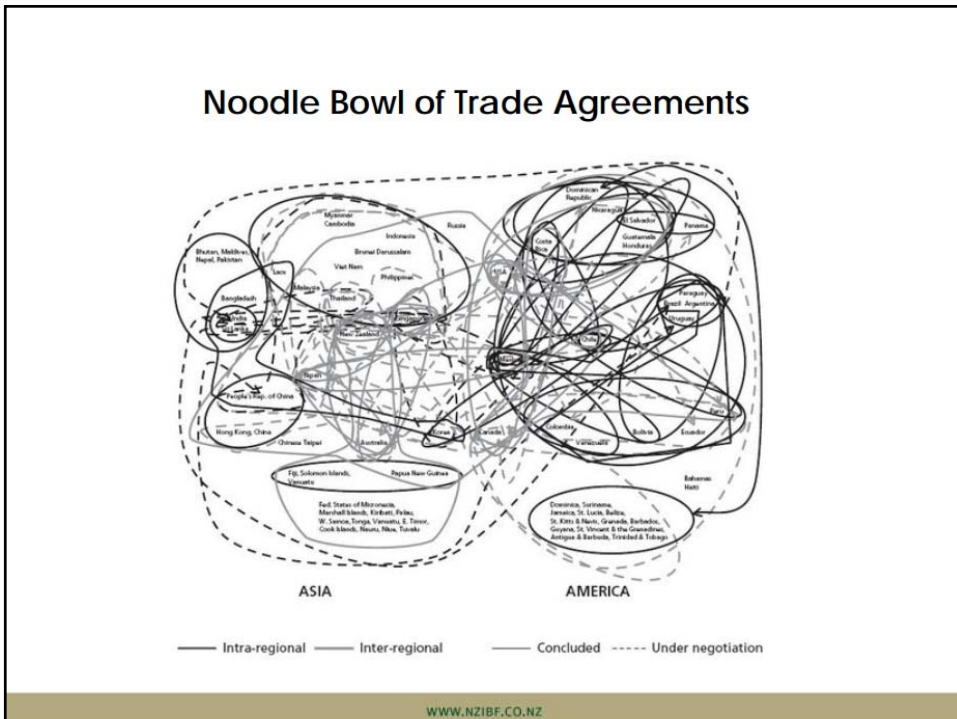 Noodle Bowl of Trade Agreements
Dominican
Republic
Nicaragua
El Salvador
Panama
Guatemala
Honduras
Costa
Rica
Myanmar
Cambodia
Russia
Indonesia
Brunei Darussalam
Bhutan, Maldives,
Nepal, Pakistan
Laos
Viet Nam
Philippines
USA
Malaysia
Thailand
Bangladesh
India
Sri Lanka
New Zealand
Paraguay
Brazil Argentina
Uruguay
Chile
Japan
People's Rep. of China
Peru
Hong Kong, China
Chinese Taipei
Australia
Korea
Canada
Colombia
Venezuela
Bolivia
Ecuador
Fiji, Solomon Islands,
Vanuatu
Papua New Guinea
Bahamas
Haiti
Fed. States of Micronesia,
Marshall Islands, Kiribati, Palau,
W. Samoa, Tonga, Vanuatu, E. Timor,
Cook Islands, Nauru, Niue, Tuvalu
Dominica, Suriname,
Jamaica, St. Lucia, Belize,
St. Kitts & Nevis, Grenada, Barbados,
Guyana, St. Vincent & the Grenadines,
Antigua & Barbuda, Trinidad & Tobago
ASIA
AMERICA
Intra-regional
Inter-regional
Concluded
Under negotiation
WWW.NZIBF.CO.NZ